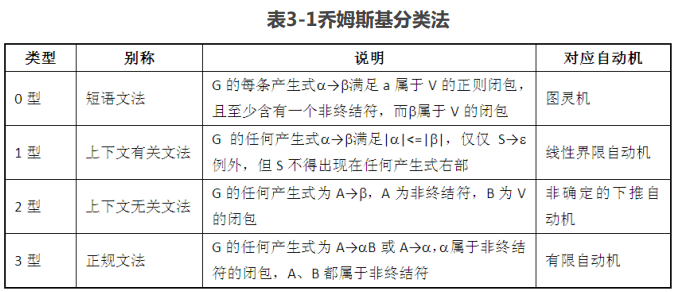 表3-1乔姆斯基分类法
类型 别称 说明 对应自动机
0 型 短语文法 G 的每条产生式α→β满足 a 属于 V 的正则闭包, 图灵机
且至少含有一个非终结符，而β属于 V 的闭包
1 型 上下文有关文法 G 的任何产生式α→β满足|α|<=|β|，仅仅 S→ε 线性界限自动机
例外，但 S 不得出现在任何产生式右部
2 型 上下文无关文法 G 的任何产生式为 A→β，A 为非终结符，B 为 V 非确定的下推自
的闭包 动机
3 型 正规文法 G 的任何产生式为 A→αB 或 A→α，α属于非终结 有限自动机
符的闭包，A、B 都属于非终结符